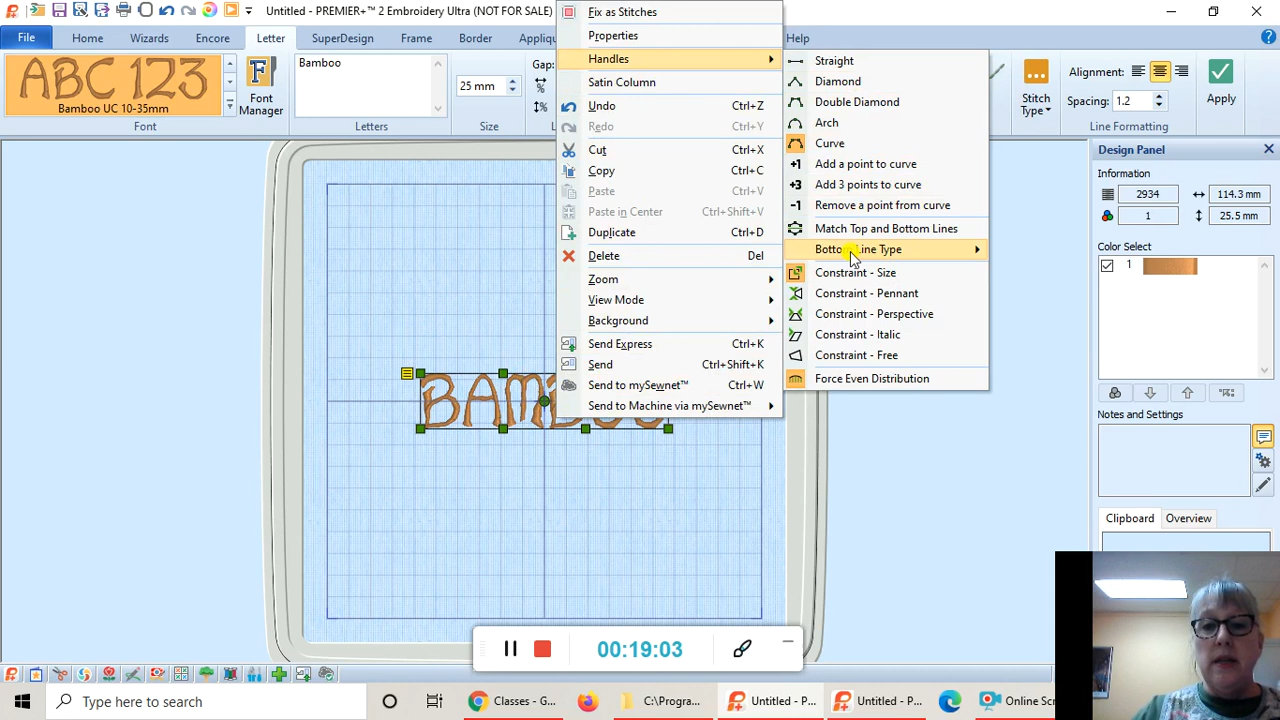 Untitled - PREMIER+™ 2 Embroidery Ultra (NOT FOR SALE)
File Home Wizards Encore Letter SuperDesign Frame Border Help
ABC 123
Bamboo UC 10-35mm
Font
Font Manager
Bamboo
Letters
25 mm
Size
Gap:
Stitch Type
Alignment:
Spacing: 1.2
Line Formatting
Apply
Fix as Stitches
Properties
Handles
Satin Column
Undo Ctrl+Z
Redo Ctrl+Y
Cut Ctrl+X
Copy Ctrl+C
Paste Ctrl+V
Paste in Center Ctrl+Shift+V
Duplicate Ctrl+D
Delete Del
Zoom
View Mode
Background
Send Express Ctrl+K
Send Ctrl+Shift+K
Send to mySewnet™ Ctrl+W
Send to Machine via mySewnet™
Straight
Diamond
Double Diamond
Arch
Curve
+1 Add a point to curve
+3 Add 3 points to curve
-1 Remove a point from curve
Match Top and Bottom Lines
Bottom Line Type
Constraint - Size
Constraint - Pennant
Constraint - Perspective
Constraint - Italic
Constraint - Free
Force Even Distribution
BAMBOO
Design Panel
Information
2934 114.3 mm
1 25.5 mm
Color Select
1
Notes and Settings
Clipboard Overview
00:19:03
Type here to search
Classes - G...
C:\Progra...
Untitled - P...
Untitled - P...
Online Scr